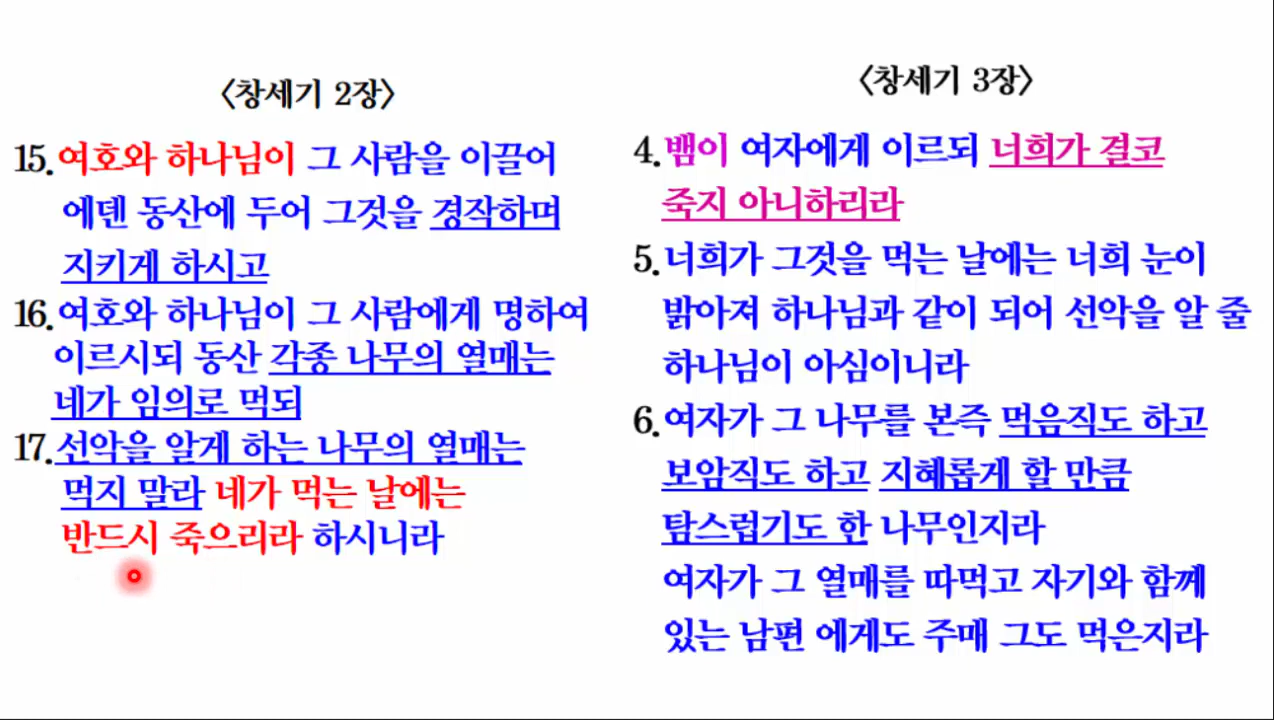 〈창세기 2장〉
15. 여호와 하나님이 그 사람을 이끌어
에덴 동산에 두어 그것을 경작하며
지키게 하시고
16. 여호와 하나님이 그 사람에게 명하여
이르시되 동산 각종 나무의 열매는
네가 임의로 먹되
17. 선악을 알게 하는 나무의 열매는
먹지 말라 네가 먹는 날에는
반드시 죽으리라 하시니라
〈창세기 3장〉
4. 뱀이 여자에게 이르되 너희가 결코
죽지 아니하리라
5. 너희가 그것을 먹는 날에는 너희 눈이
밝아져 하나님과 같이 되어 선악을 알 줄
하나님이 아심이니라
6. 여자가 그 나무를 본즉 먹음직도 하고
보암직도 하고 지혜롭게 할 만큼
탐스럽기도 한 나무인지라
여자가 그 열매를 따먹고 자기와 함께
있는 남편 에게도 주매 그도 먹은지라